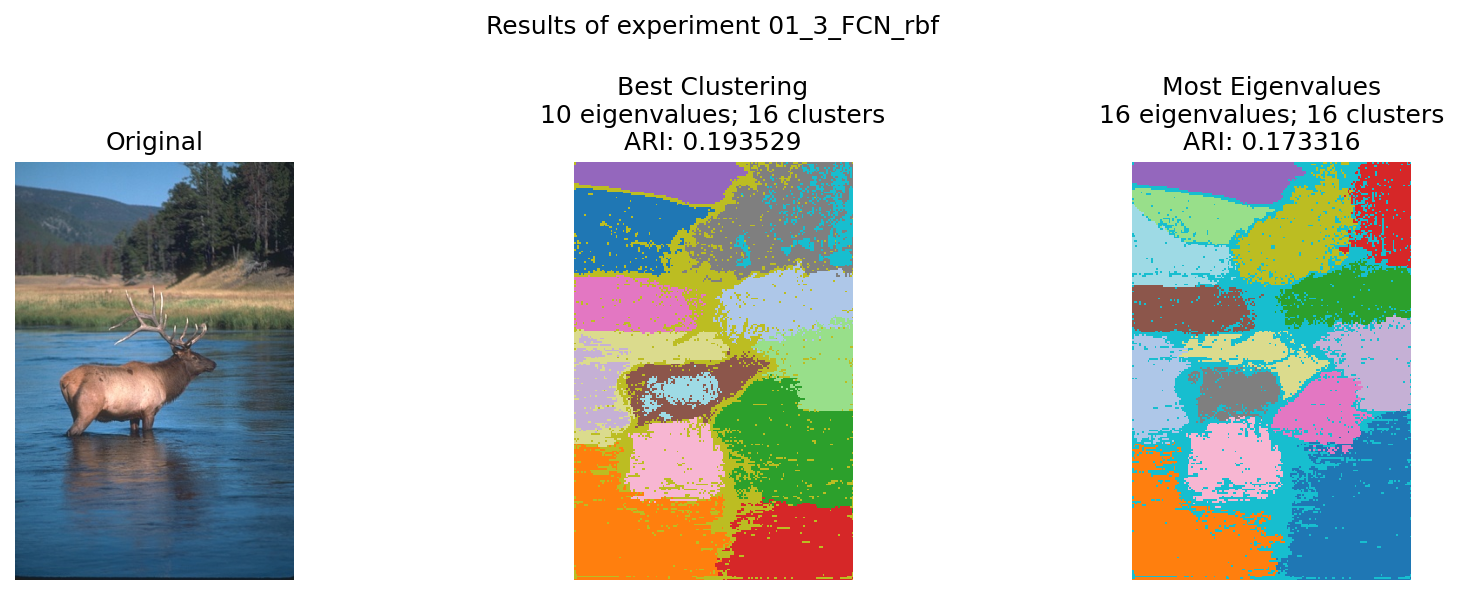 Results of experiment 01_3_FCN_rbf
Original
Best Clustering
10 eigenvalues; 16 clusters
ARI: 0.193529
Most Eigenvalues
16 eigenvalues; 16 clusters
ARI: 0.173316